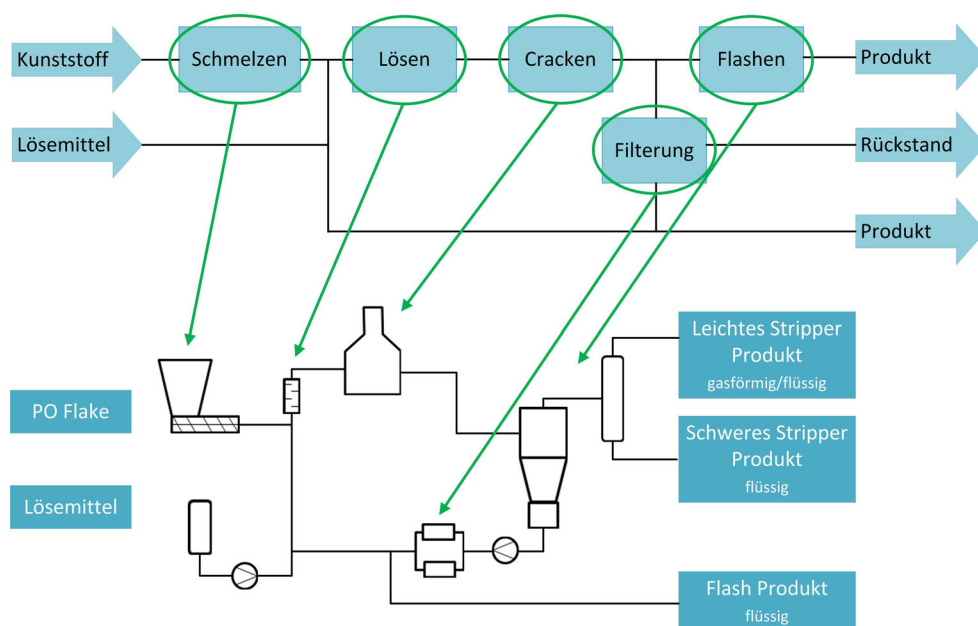 Kunststoff
Schmelzen
Lösen
Cracken
Flashen
Produkt
Lösemittel
Filterung
Rückstand
Produkt
Leichtes Stripper
Produkt
gasförmig/flüssig
PO Flake
Schweres Stripper
Produkt
flüssig
Lösemittel
Flash Produkt
flüssig